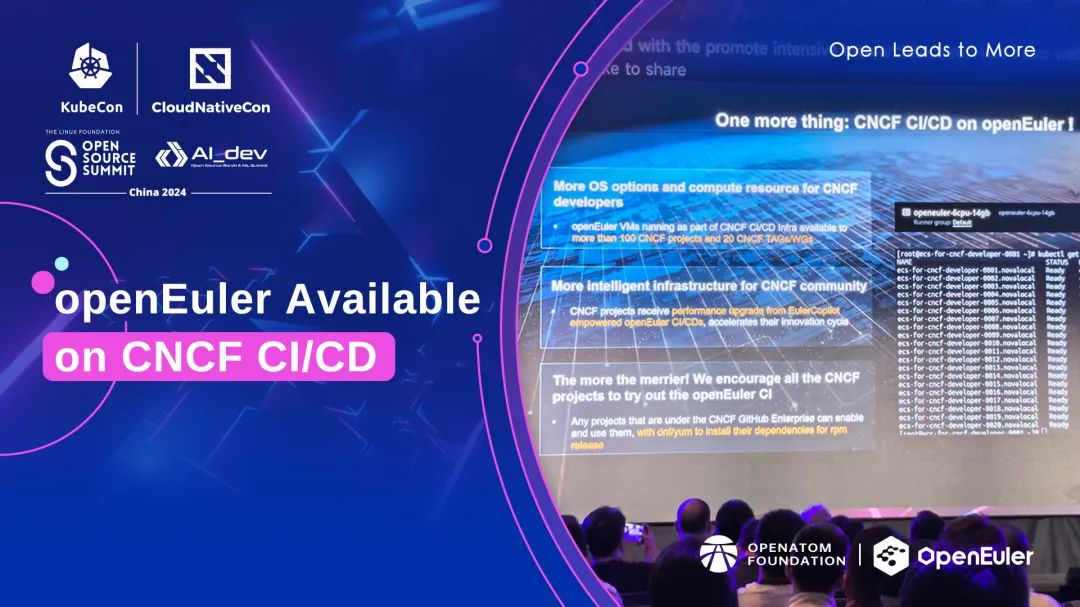 KubeCon
CloudNativeCon
THE LINUX FOUNDATION
OPEN
SOURCE
SUMMIT
AI_dev
Open Source GenAI & ML Summit
China 2024
openEuler Available
on CNCF CI/CD
Open Leads to More
with the promote intensiv
ke to share
One more thing: CNCF CI/CD on openEuler !
More OS options and compute resource for CNCF
developers
• openEuler VMs running as part of CNCF CI/CD Infra available to
more than 100 CNCF projects and 20 CNCF TAGs/WGs
More intelligent infrastructure for CNCF community
• CNCF projects receive performance upgrade from EulerCopilot
empowered openEuler CI/CDs, accelerates their innovation cycle
The more the merrier! We encourage all the CNCF
projects to try out the openEuler CI
• Any projects that are under the CNCF GitHub Enterprise can enable
and use them, with dnf/yum to install their dependencies for rpm
release
openeuler-6cpu-14gb openeuler-6cpu-14gb
Runner group: Default
[root@ecs-for-cncf-developer-0001 ~]# kubectl get
NAME STATUS
ecs-for-cncf-developer-0001.novalocal Ready
ecs-for-cncf-developer-0002.novalocal Ready
ecs-for-cncf-developer-0003.novalocal Ready
ecs-for-cncf-developer-0004.novalocal Ready
ecs-for-cncf-developer-0005.novalocal Ready
ecs-for-cncf-developer-0006.novalocal Ready
ecs-for-cncf-developer-0007.novalocal Ready
ecs-for-cncf-developer-0008.novalocal Ready
ecs-for-cncf-developer-0009.novalocal Ready
ecs-for-cncf-developer-0010.novalocal Ready
ecs-for-cncf-developer-0011.novalocal Ready
ecs-for-cncf-developer-0012.novalocal Ready
ecs-for-cncf-developer-0013.novalocal Ready
ecs-for-cncf-developer-0014.novalocal Ready
ecs-for-cncf-developer-0015.novalocal Ready
ecs-for-cncf-developer-0016.novalocal Ready
ecs-for-cncf-developer-0017.novalocal Ready
ecs-for-cncf-developer-0018.novalocal Ready
ecs-for-cncf-developer-0019.novalocal Ready
ecs-for-cncf-developer-0020.novalocal Ready
[root@ecs-for-cncf-developer-0001 ~]#
OPENATOM
FOUNDATION
OpenEuler